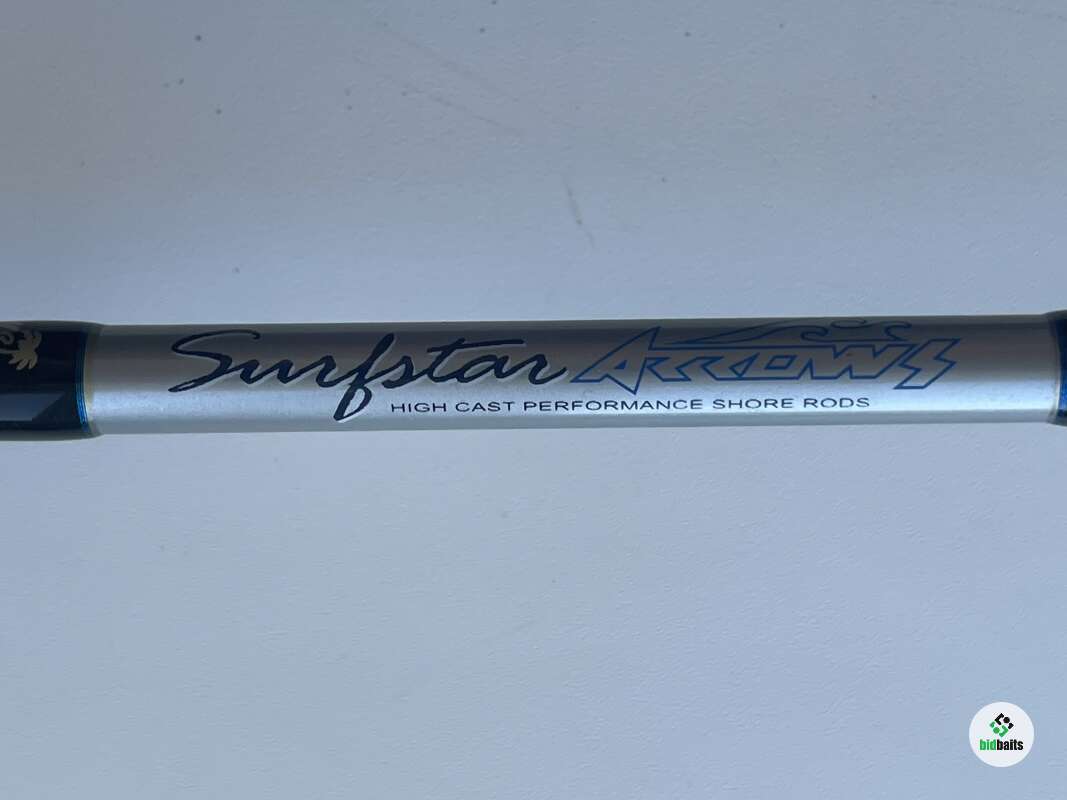 Surfstar ARROWS
HIGH CAST PERFORMANCE SHORE RODS
bidbaits